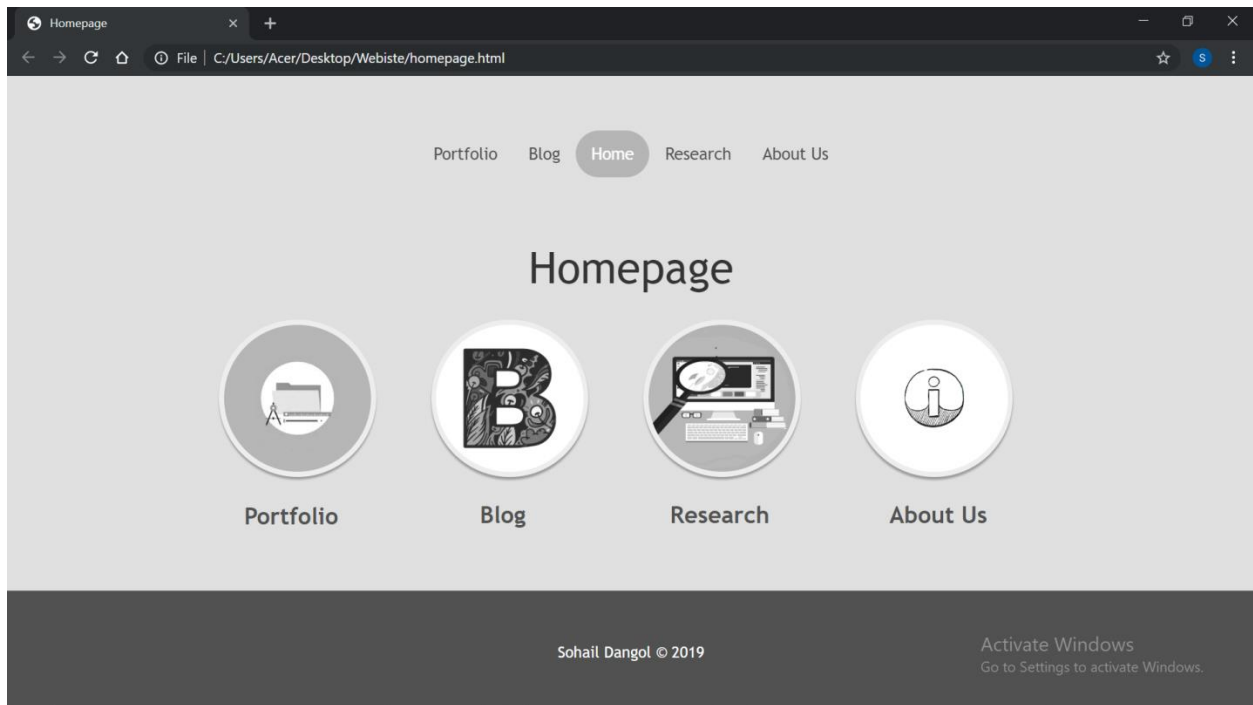 Homepage
File | C:/Users/Acer/Desktop/Webiste/homepage.html
S
Portfolio Blog Home Research About Us
Homepage
B
i
Portfolio Blog Research About Us
Sohail Dangol © 2019
Activate Windows
Go to Settings to activate Windows.